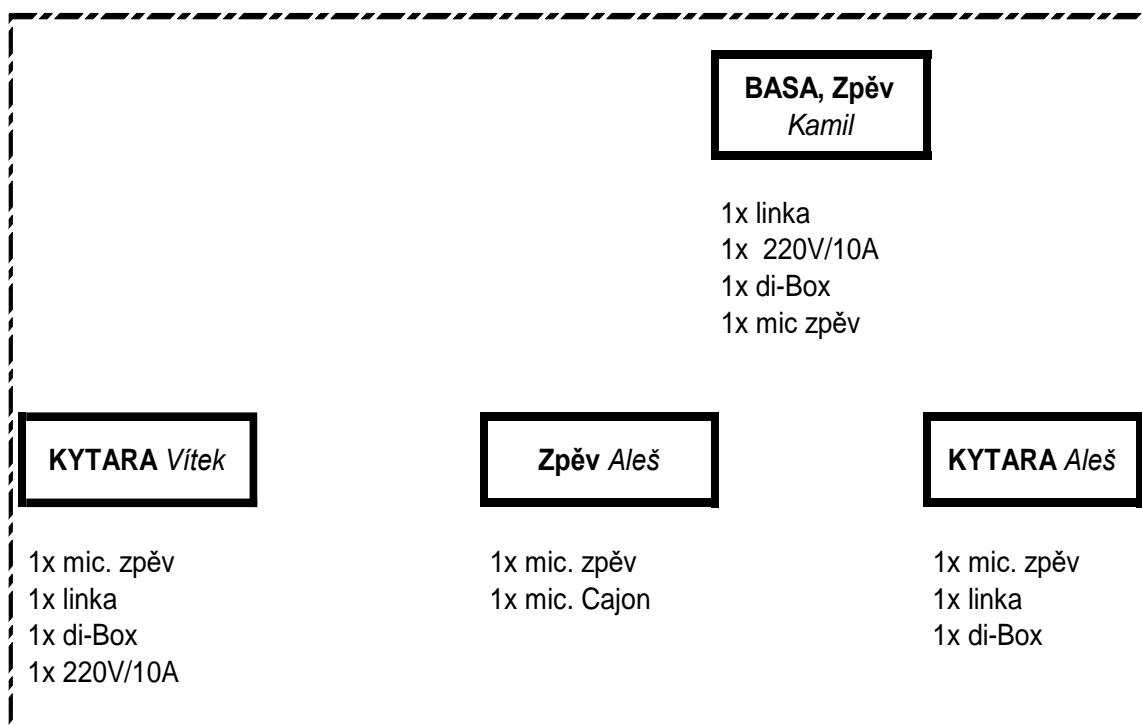 BASA, Zpěv
Kamil
1x linka
1x  220V/10A
1x di-Box
1x mic zpěv
KYTARA Vítek
1x mic. zpěv
1x linka
1x di-Box
1x 220V/10A
Zpěv Aleš
1x mic. zpěv
1x mic. Cajon
KYTARA Aleš
1x mic. zpěv
1x linka
1x di-Box